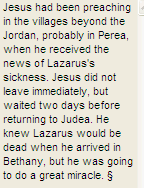 Jesus had been preaching
in the villages beyond the
Jordan, probably in Perea,
when he received the
news of Lazarus's
sickness. Jesus did not
leave immediately, but
waited two days before
returning to Judea. He
knew Lazarus would be
dead when he arrived in
Bethany, but he was going
to do a great miracle. §